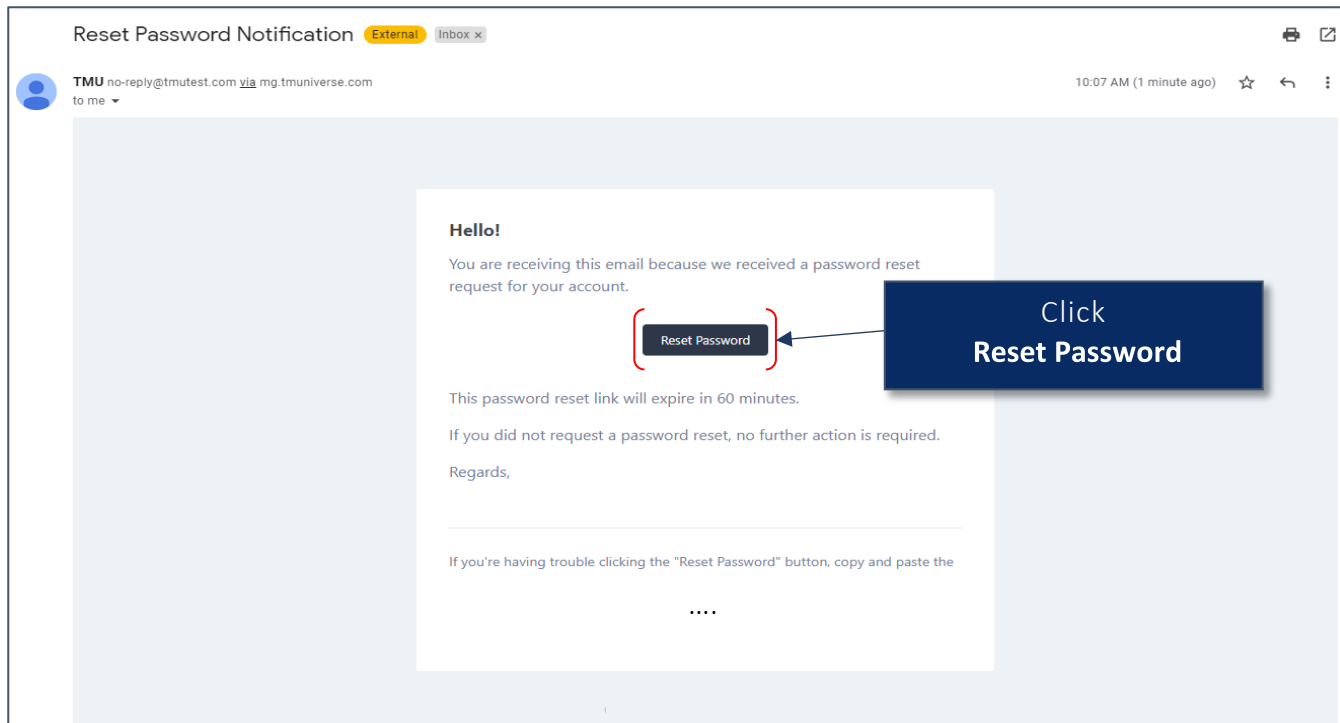 Reset Password Notification External Inbox ×
TMU no-reply@tmutest.com via mg.tmuniverse.com
10:07 AM (1 minute ago)
to me
Hello!
You are receiving this email because we received a password reset
request for your account.
Reset Password
Click
Reset Password
This password reset link will expire in 60 minutes.
If you did not request a password reset, no further action is required.
Regards,
If you're having trouble clicking the "Reset Password" button, copy and paste the
....